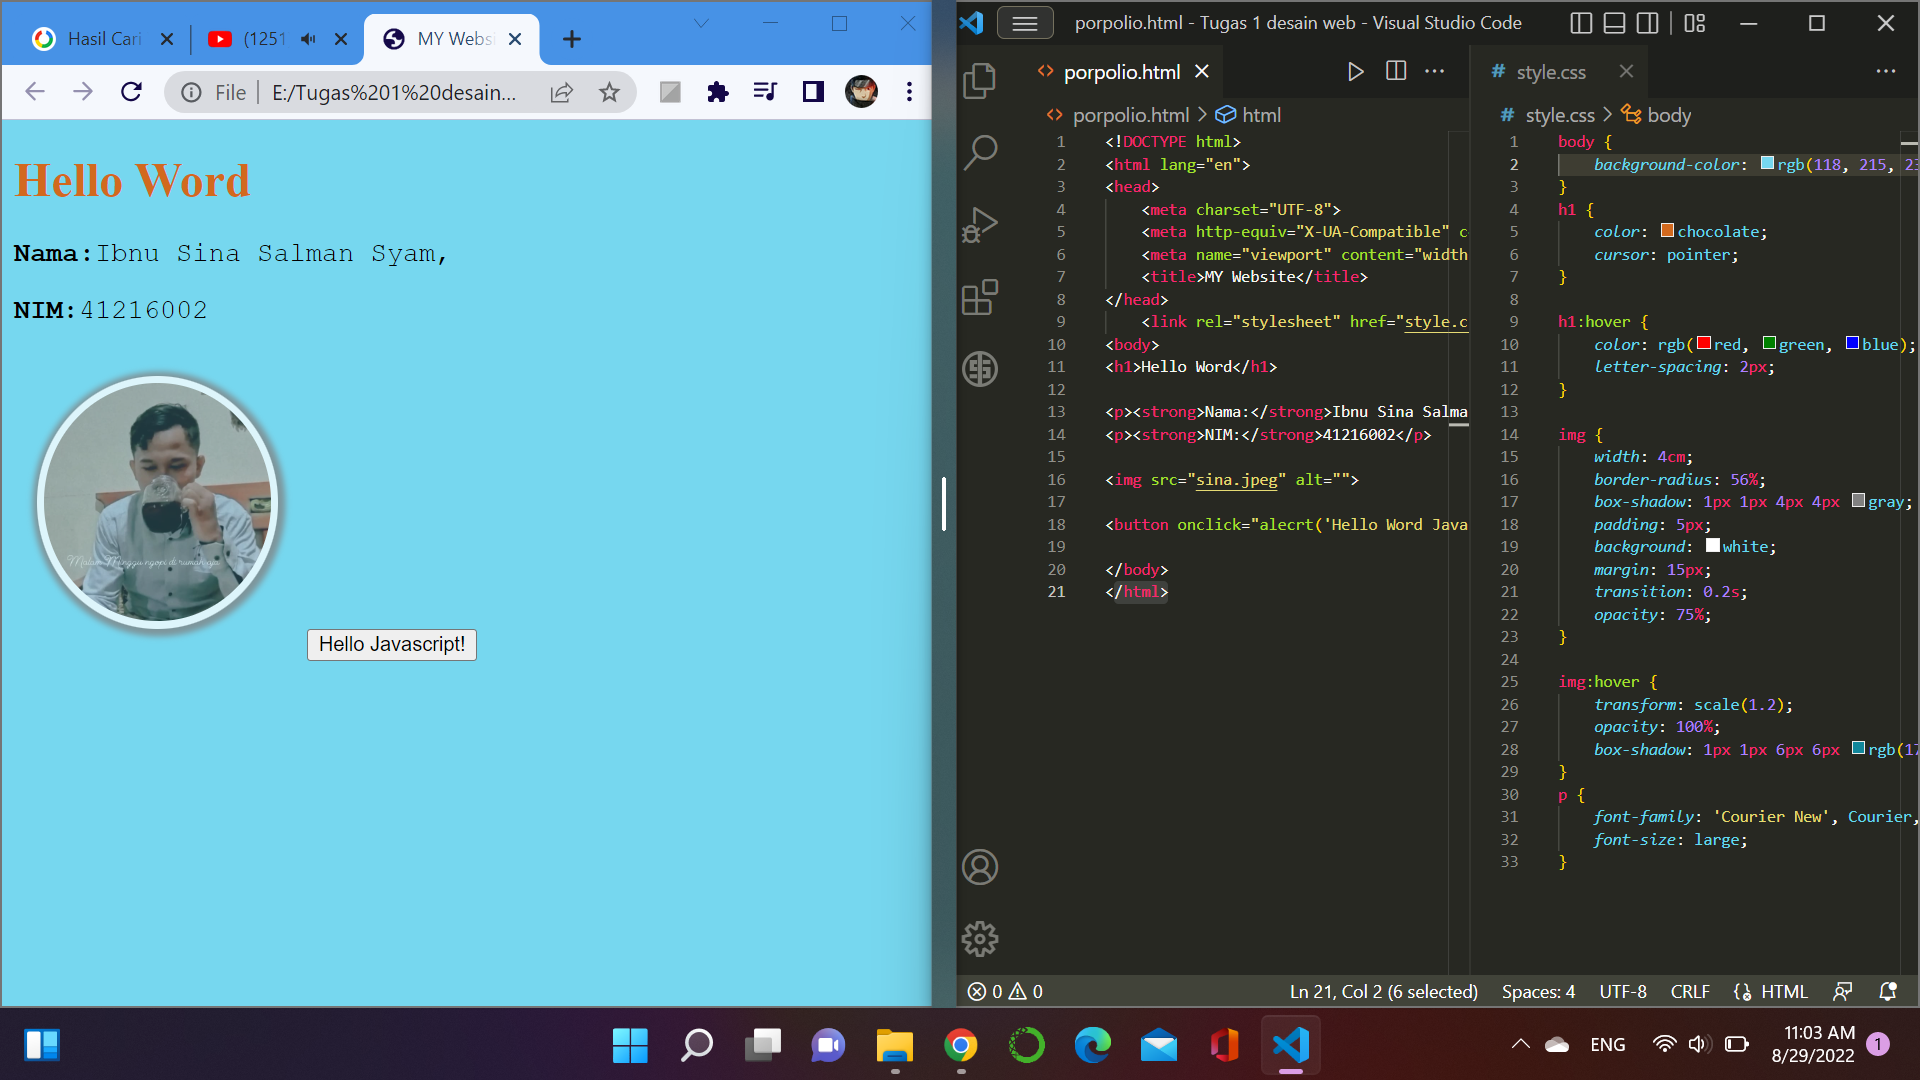 Hasil Cari
(1251
MY Webs
File
E:/Tugas%201%20desain...
Hello Word
Nama:Ibnu Sina Salman Syam,
NIM:41216002
Malam Minggu ngopi di rumah aja
Hello Javascript!
porpolio.html - Tugas 1 desain web - Visual Studio Code
porpolio.html
porpolio.html > html
1 <!DOCTYPE html>
2 <html lang="en">
3 <head>
4 <meta charset="UTF-8">
5 <meta http-equiv="X-UA-Compatible" c
6 <meta name="viewport" content="width
7 <title>MY Website</title>
8 </head>
9 <link rel="stylesheet" href="style.c
10 <body>
11 <h1>Hello Word</h1>
12
13 <p><strong>Nama:</strong>Ibnu Sina Salma
14 <p><strong>NIM:</strong>41216002</p>
15
16 <img src="sina.jpeg" alt="">
17
18 <button onclick="alecrt('Hello Word Java
19
20 </body>
21 </html>
# style.css
# style.css > body
1 body {
2 background-color: rgb(118, 215, 23
3 }
4 h1 {
5 color: chocolate;
6 cursor: pointer;
7 }
8
9 h1:hover {
10 color: rgb(red, green, blue);
11 letter-spacing: 2px;
12 }
13
14 img {
15 width: 4cm;
16 border-radius: 56%;
17 box-shadow: 1px 1px 4px 4px gray;
18 padding: 5px;
19 background: white;
20 margin: 15px;
21 transition: 0.2s;
22 opacity: 75%;
23 }
24
25 img:hover {
26 transform: scale(1.2);
27 opacity: 100%;
28 box-shadow: 1px 1px 6px 6px rgb(17
29 }
30 p {
31 font-family: 'Courier New', Courier,
32 font-size: large;
33 }
0 0
Ln 21, Col 2 (6 selected)
Spaces: 4
UTF-8
CRLF
HTML
ENG
11:03 AM
8/29/2022
1